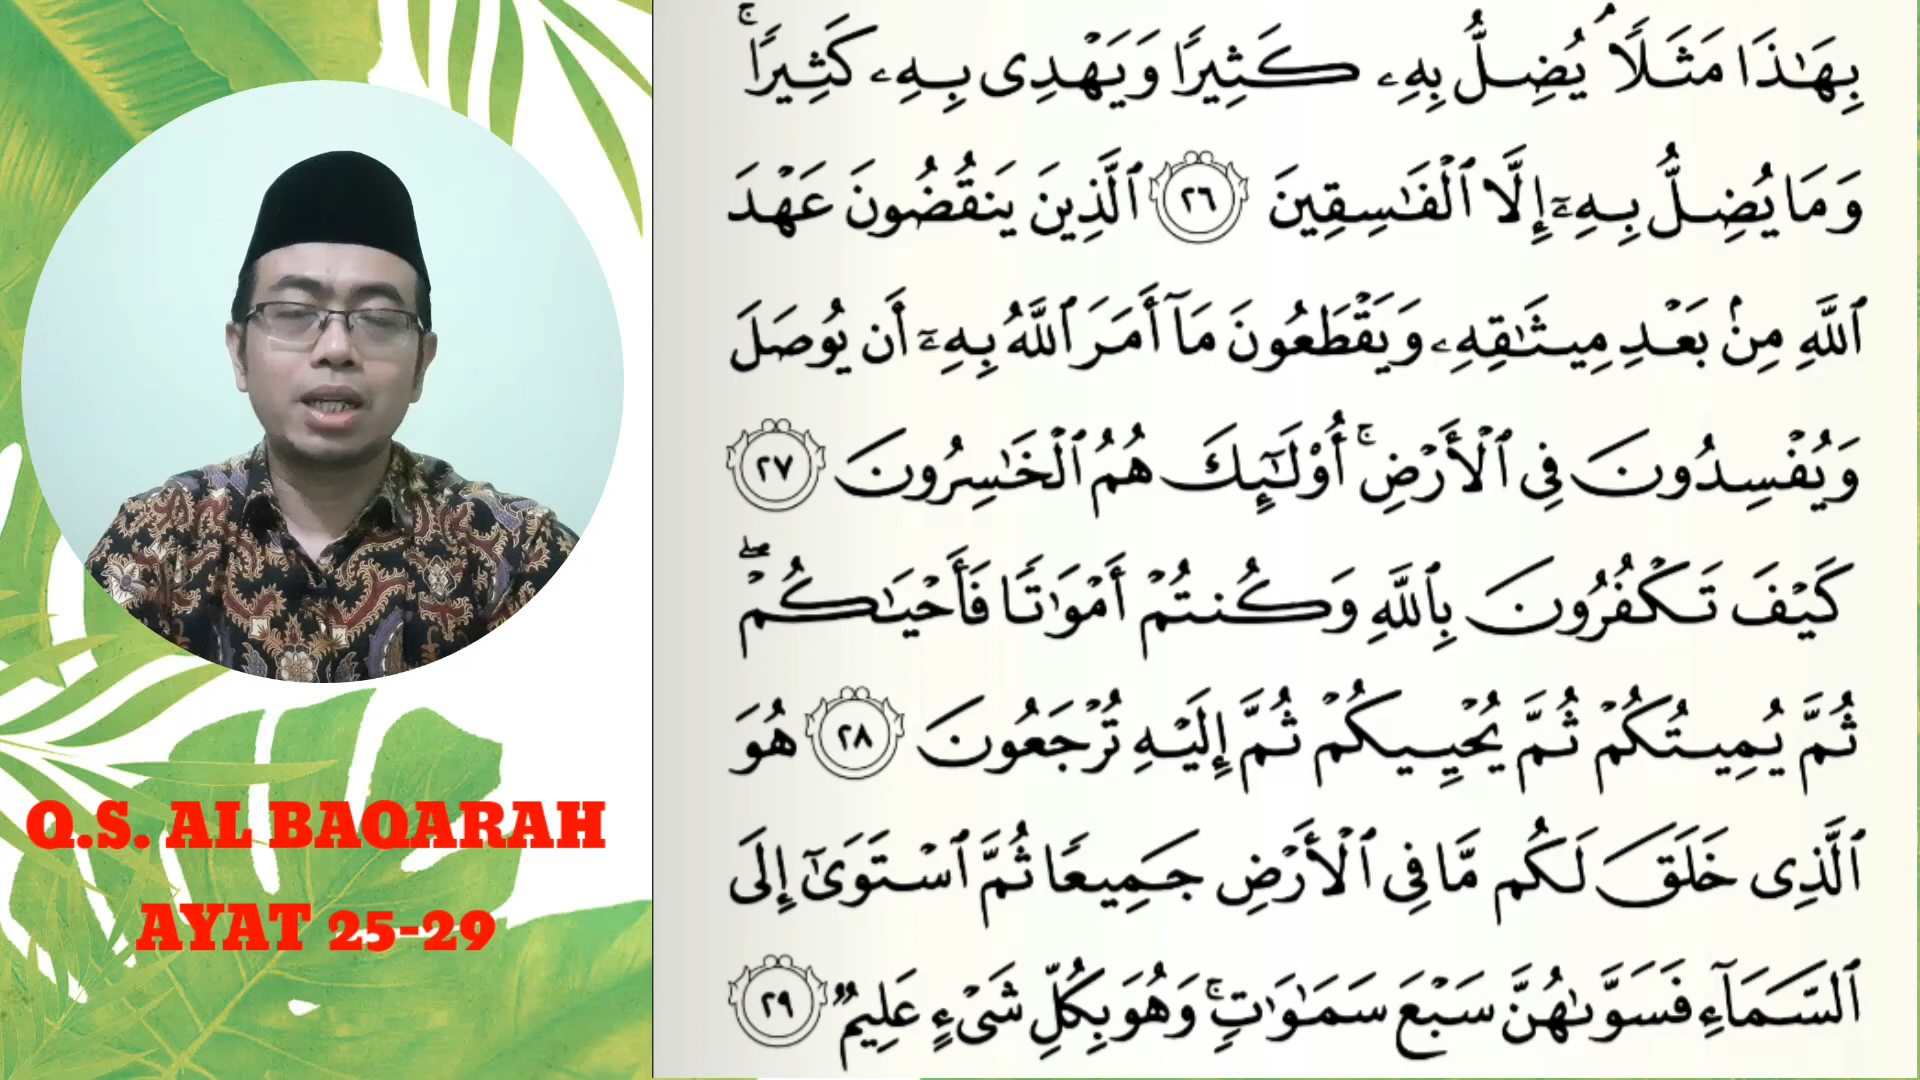 بِهَٰذَا مَثَلًا ۘ يُضِلُّ بِهِۦ كَثِيرًا وَيَهْدِى بِهِۦ كَثِيرًا ۚ
وَمَا يُضِلُّ بِهِۦٓ إِلَّا ٱلْفَٰسِقِينَ ٢٦ ٱلَّذِينَ يَنقُضُونَ عَهْدَ
ٱللَّهِ مِنۢ بَعْدِ مِيثَٰقِهِۦ وَيَقْطَعُونَ مَآ أَمَرَ ٱللَّهُ بِهِۦٓ أَن يُوصَلَ
وَيُفْسِدُونَ فِى ٱلْأَرْضِ ۚ أُو۟لَٰٓئِكَ هُمُ ٱلْخَٰسِرُونَ ٢٧
كَيْفَ تَكْفُرُونَ بِٱللَّهِ وَكُنتُمْ أَمْوَٰتًا فَأَحْيَٰكُمْ ۖ
ثُمَّ يُمِيتُكُمْ ثُمَّ يُحْيِيكُمْ ثُمَّ إِلَيْهِ تُرْجَعُونَ ٢٨ هُوَ
ٱلَّذِى خَلَقَ لَكُم مَّا فِى ٱلْأَرْضِ جَمِيعًا ثُمَّ ٱسْتَوَىٰٓ إِلَى
ٱلسَّمَآءِ فَسَوَّىٰهُنَّ سَبْعَ سَمَٰوَٰتٍ ۚ وَهُوَ بِكُلِّ شَىْءٍ عَلِيمٌ ٢٩
Q.S. AL BAQARAH
AYAT 25-29